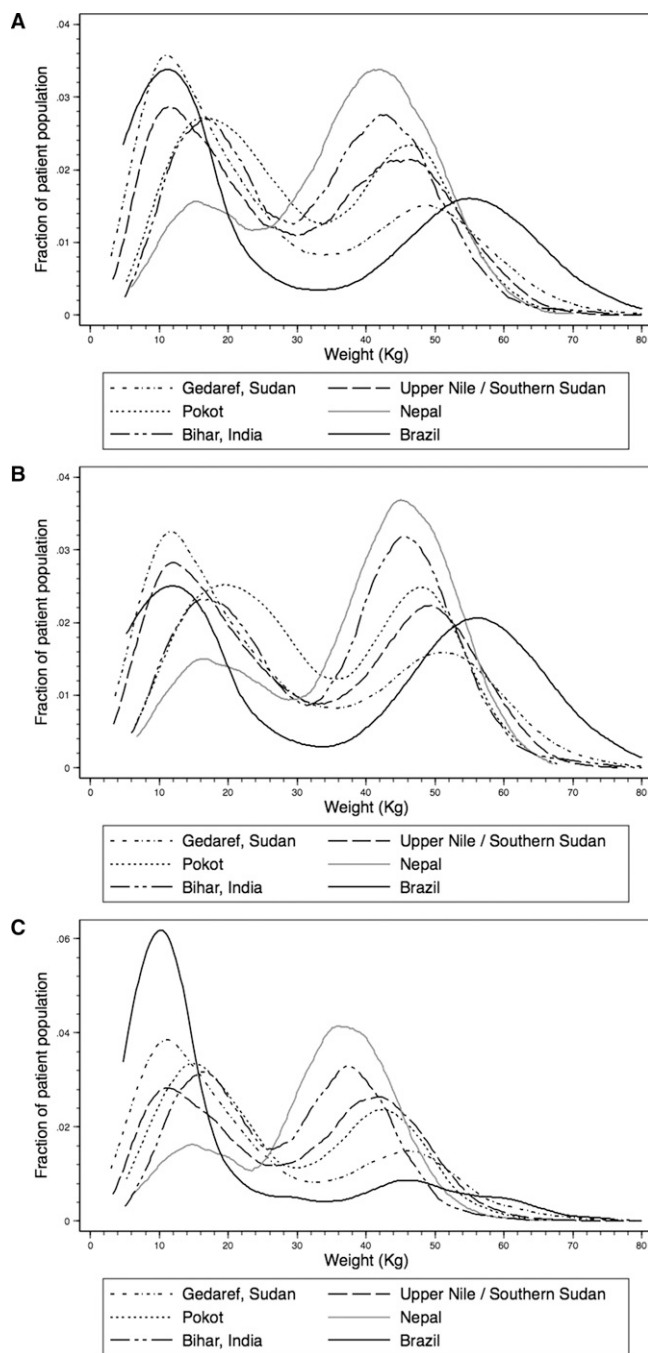 A
Fraction of patient population
.04
.03
.02
.01
0
0 10 20 30 40 50 60 70 80
Weight (Kg)
Gedaref, Sudan Upper Nile / Southern Sudan
Pokot Nepal
Bihar, India Brazil
B
Fraction of patient population
.04
.03
.02
.01
0
0 10 20 30 40 50 60 70 80
Weight (Kg)
Gedaref, Sudan Upper Nile / Southern Sudan
Pokot Nepal
Bihar, India Brazil
C
Fraction of patient population
.06
.04
.02
0
0 10 20 30 40 50 60 70 80
Weight (Kg)
Gedaref, Sudan Upper Nile / Southern Sudan
Pokot Nepal
Bihar, India Brazil